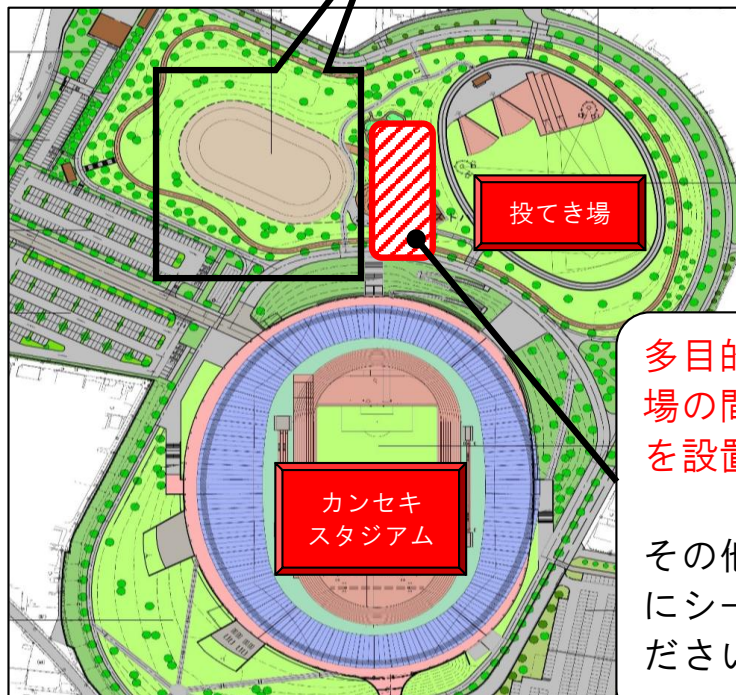 投てき場
カンセキ
スタジアム
多目的
場の間
を設置
その他
にシー
ださい